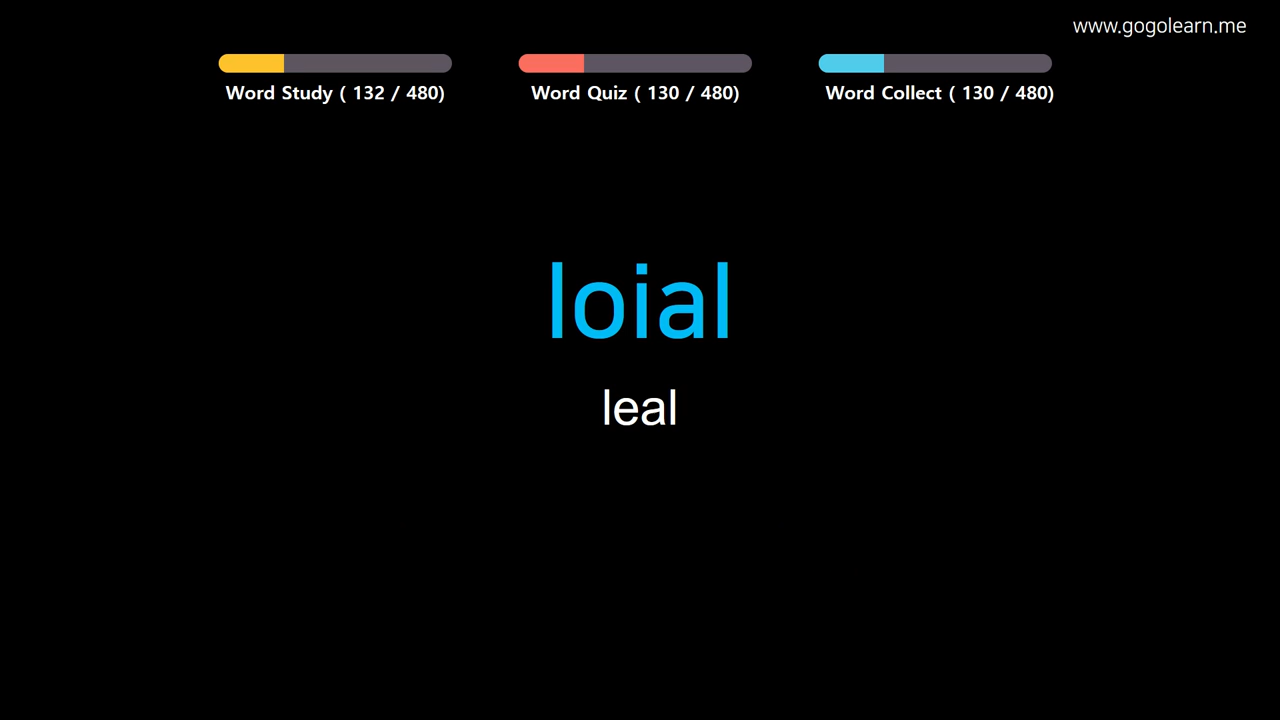 www.gogolearn.me
Word Study ( 132 / 480)
Word Quiz ( 130 / 480)
Word Collect ( 130 / 480)
loial
leal